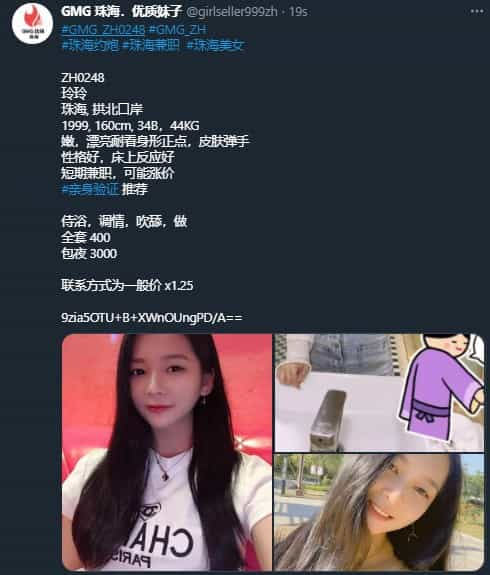 GMG 珠海．优质妹子 @girlseller999zh · 19s
#GMG_ZH0248 #GMG_ZH
#珠海约炮 #珠海兼职 #珠海美女
ZH0248
玲玲
珠海, 拱北口岸
1999, 160cm, 34B，44KG
嫩，漂亮耐看身形正点，皮肤弹手
性格好，床上反应好
短期兼职，可能涨价
#亲身验证 推荐
侍浴，调情，吹舔，做
全套 400
包夜 3000
联系方式为一般价 x1.25
9zia5OTU+B+XWnOUngPD/A==
CHA
PARIS